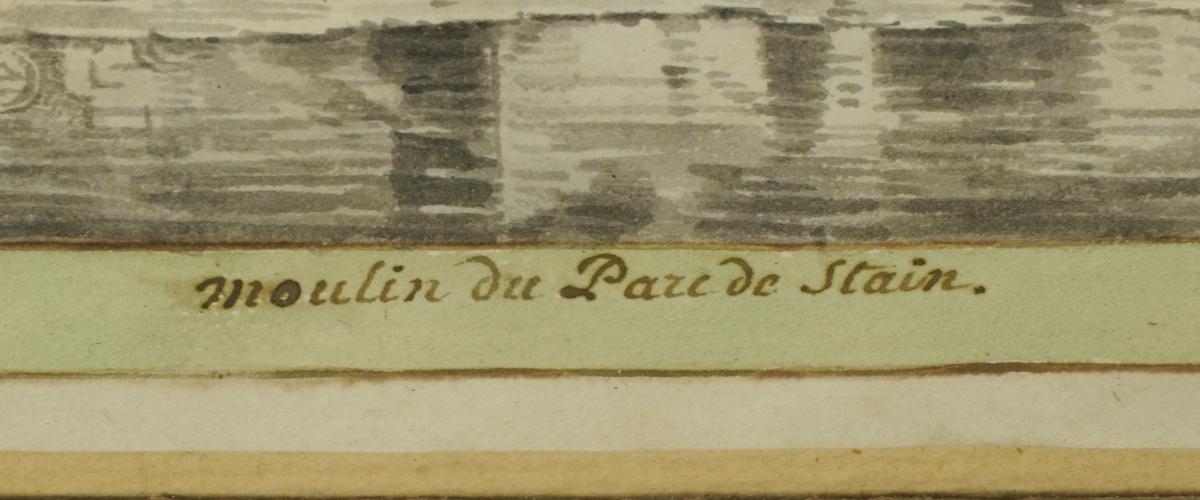 moulin du Parc de Stain.